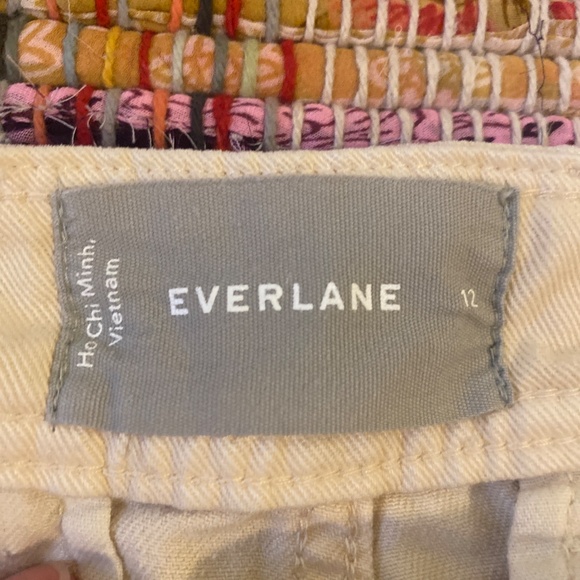 Ho Chi Minh,
Vietnam
EVERLANE
12